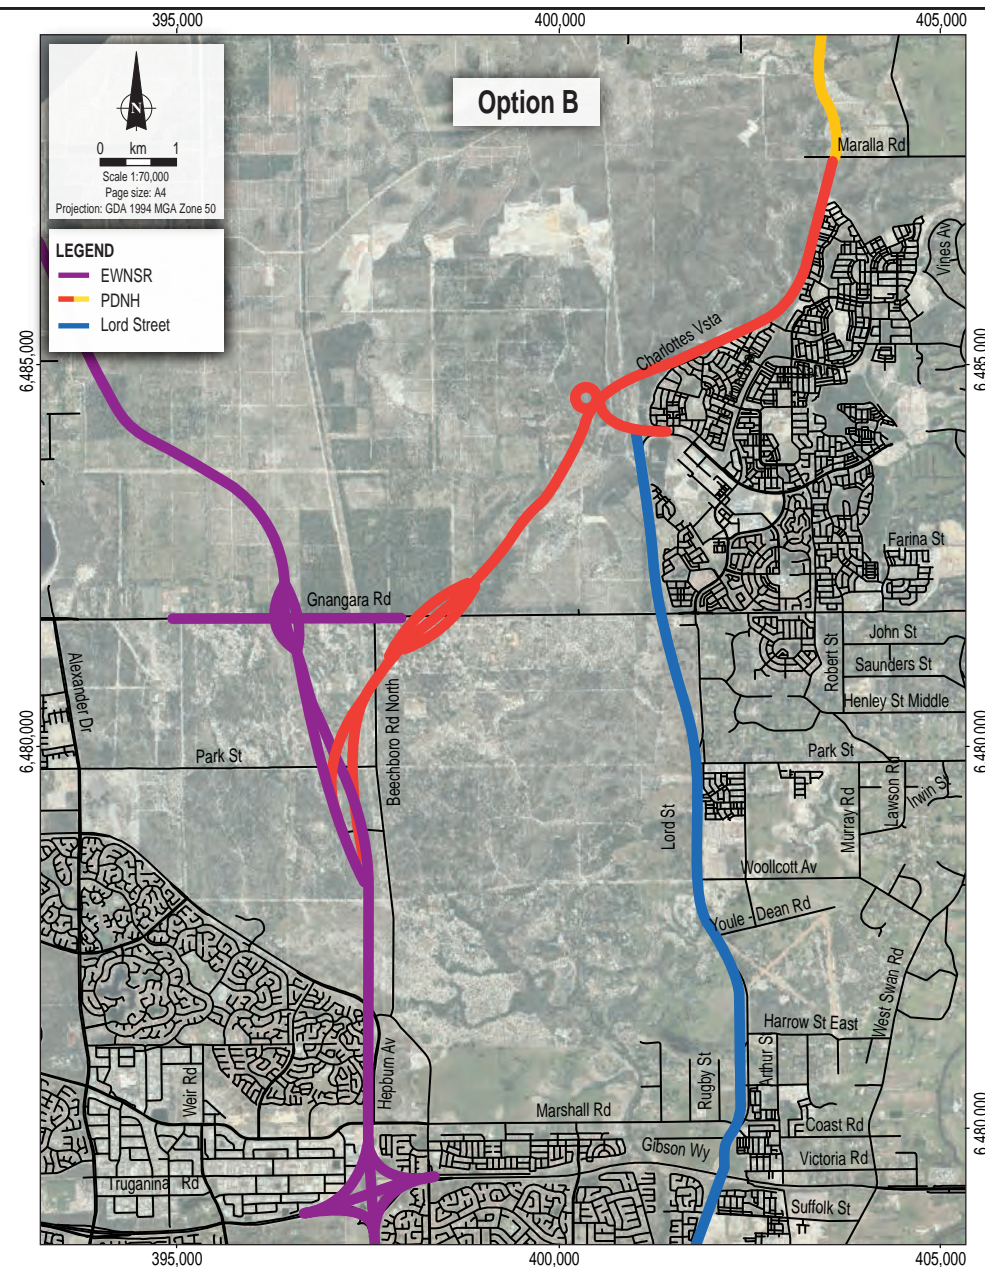 395,000
400,000
405,000
N
0 km 1
Scale 1:70,000
Page size: A4
Projection: GDA 1994 MGA Zone 50
Option B
LEGEND
EWNSR
PDNH
Lord Street
Maralla Rd
Vines Av
Charlottes Vsta
6,485,000
6,485,000
Farina St
Gnangara Rd
John St
Robert St
Saunders St
Henley St Middle
Alexander Dr
Beechboro Rd North
6,480,000
6,480,000
Park St
Park St
Lord St
Murray Rd
Lawson Rd
Irwin St
Woollcott Av
Youle - Dean Rd
West Swan Rd
Harrow St East
Arthur S
Rugby St
Hepburn Av
Weir Rd
Marshall Rd
Coast Rd
6,480,000
Gibson Wy
Victoria Rd
Truganina Rd
Suffolk St
395,000
400,000
405,000